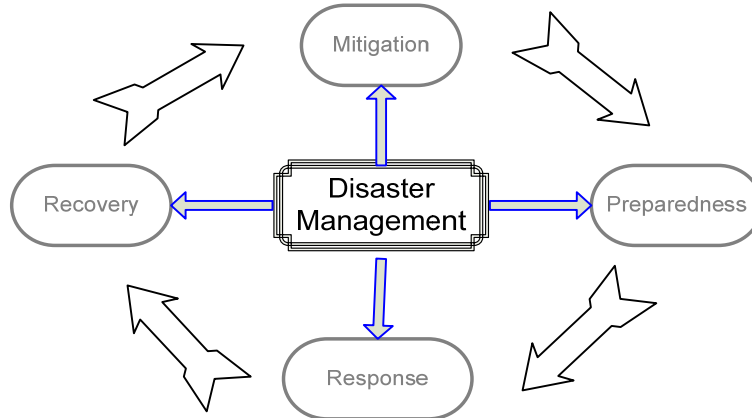 Mitigation
Recovery
Disaster
Management
Preparedness
Response